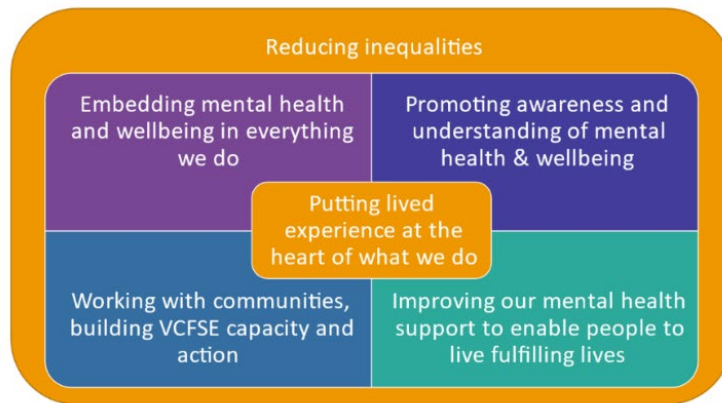 Reducing inequalities
Embedding mental health
and wellbeing in everything
we do
Promoting awareness and
understanding of mental
health & wellbeing
Putting lived
experience at the
heart of what we do
Working with communities,
building VCFSE capacity and
action
Improving our mental health
support to enable people to
live fulfilling lives